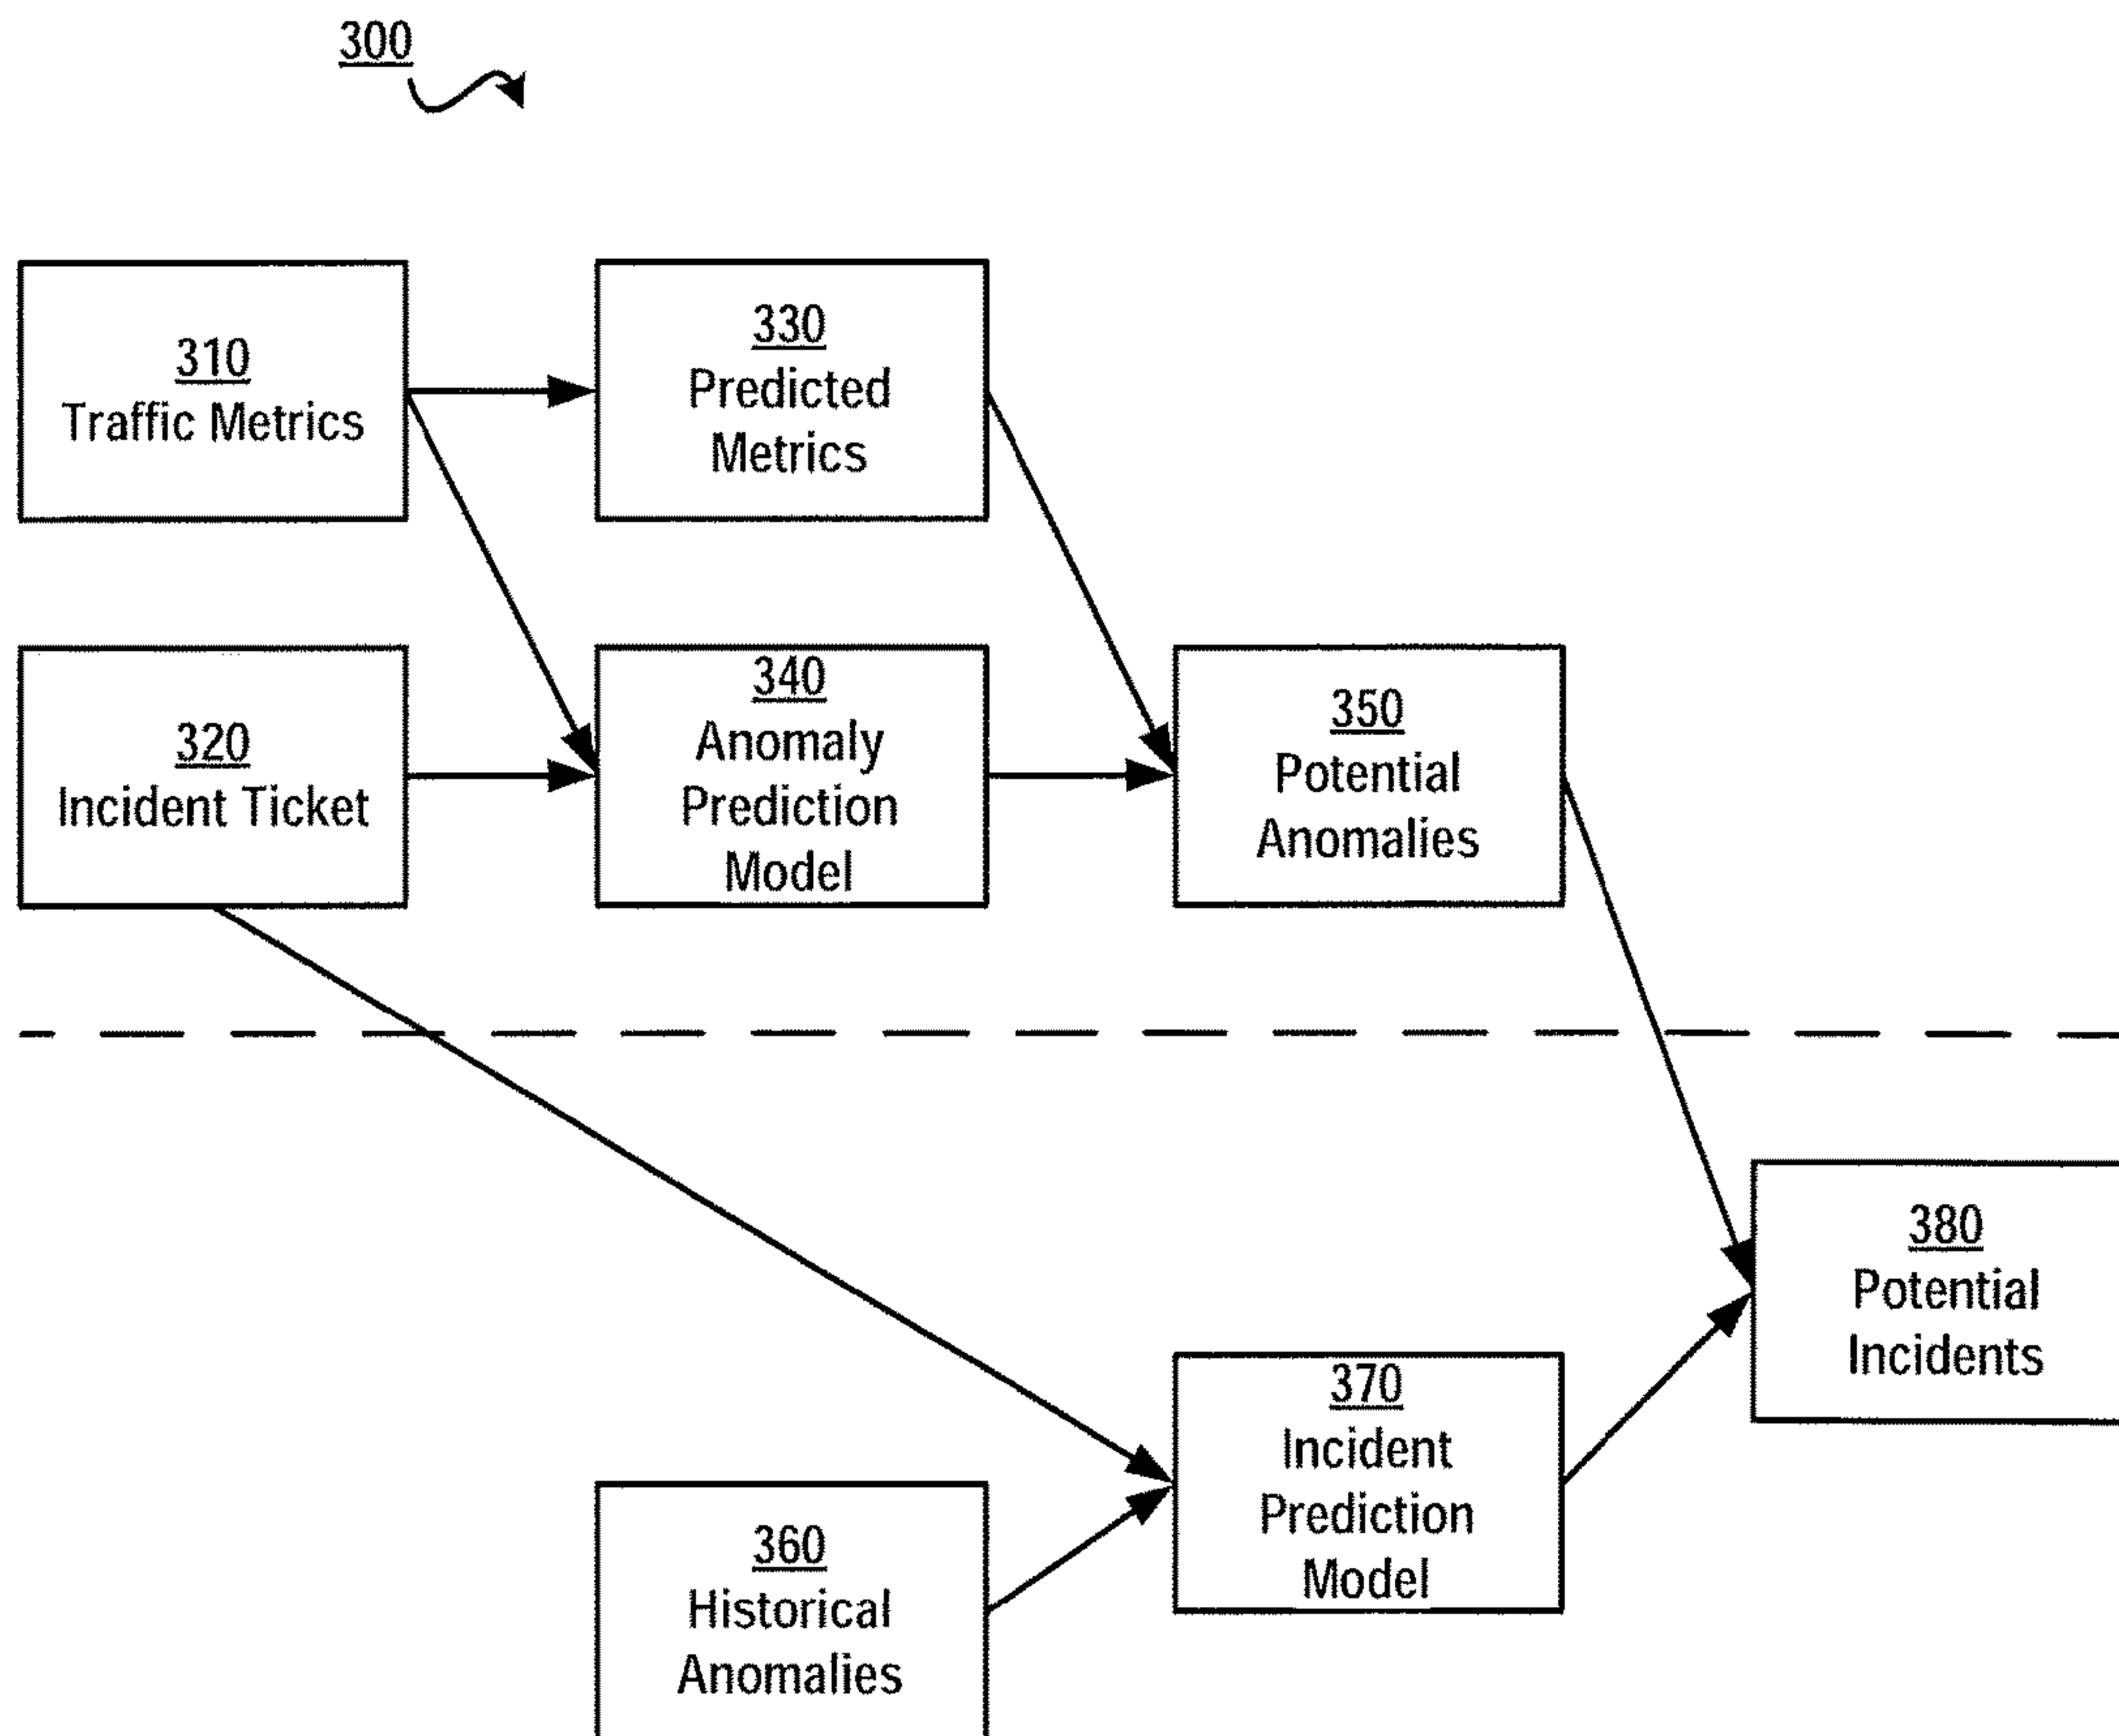 300
310
Traffic Metrics
330
Predicted
Metrics
320
Incident Ticket
340
Anomaly
Prediction
Model
350
Potential
Anomalies
380
Potential
Incidents
370
Incident
Prediction
Model
360
Historical
Anomalies